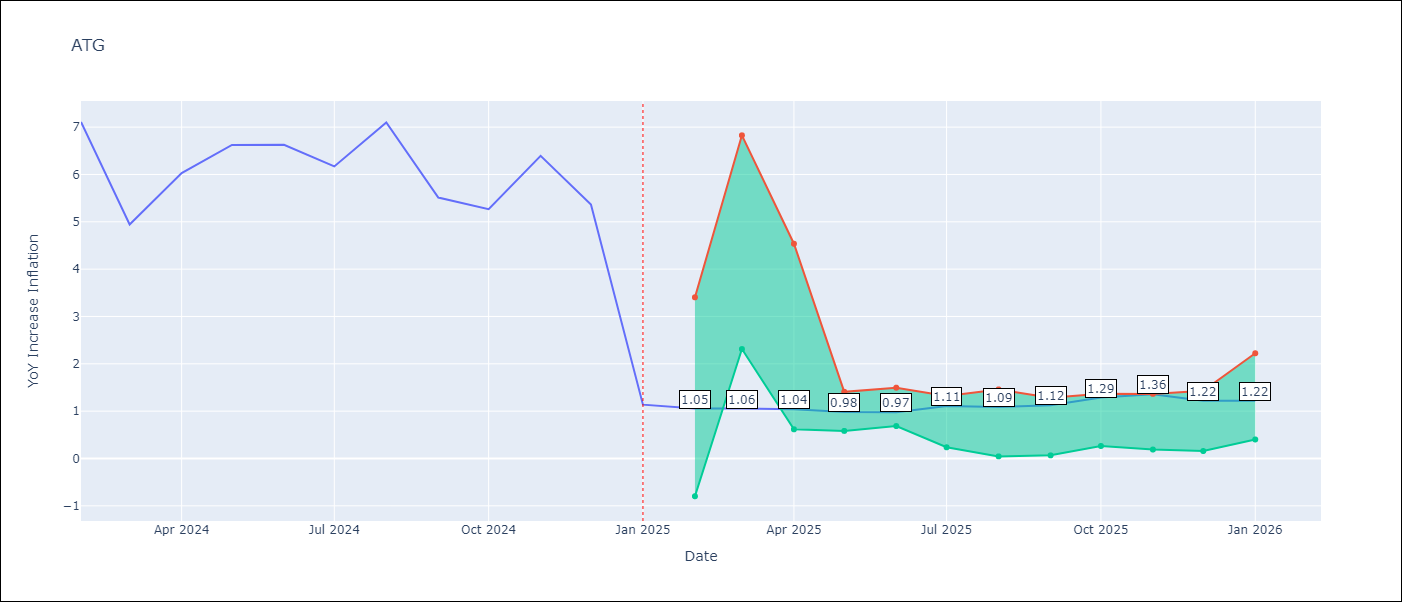 ATG
YoY Increase Inflation
7
6
5
4
3
2
1
0
−1
1.05
1.06
1.04
0.98
0.97
1.11
1.09
1.12
1.29
1.36
1.22
1.22
Apr 2024
Jul 2024
Oct 2024
Jan 2025
Apr 2025
Jul 2025
Oct 2025
Jan 2026
Date